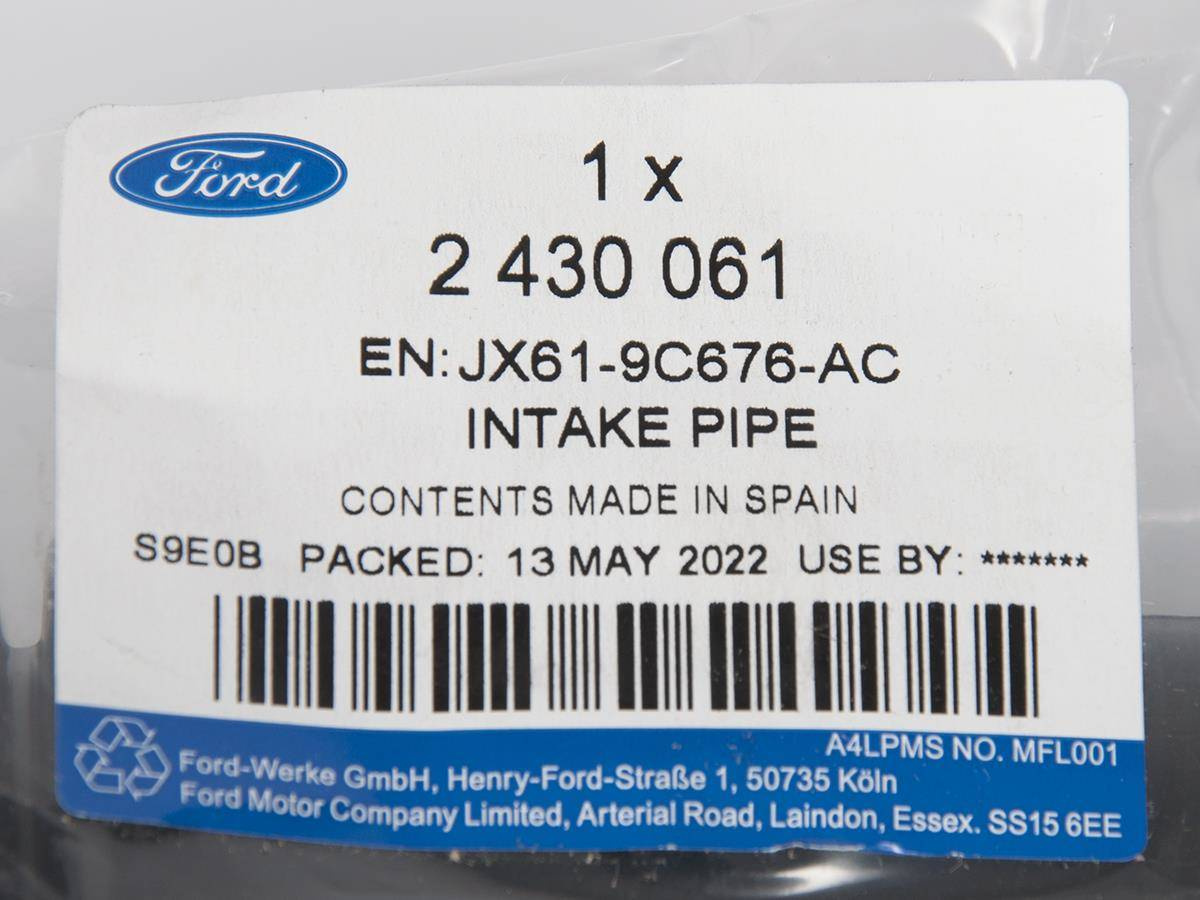 Ford
1 x
2 430 061
EN: JX61-9C676-AC
INTAKE PIPE
CONTENTS MADE IN SPAIN
S9E0B PACKED: 13 MAY 2022 USE BY: *******
A4LPMS NO. MFL001
Ford-Werke GmbH, Henry-Ford-Straße 1, 50735 Köln
Ford Motor Company Limited, Arterial Road, Laindon, Essex. SS15 6EE